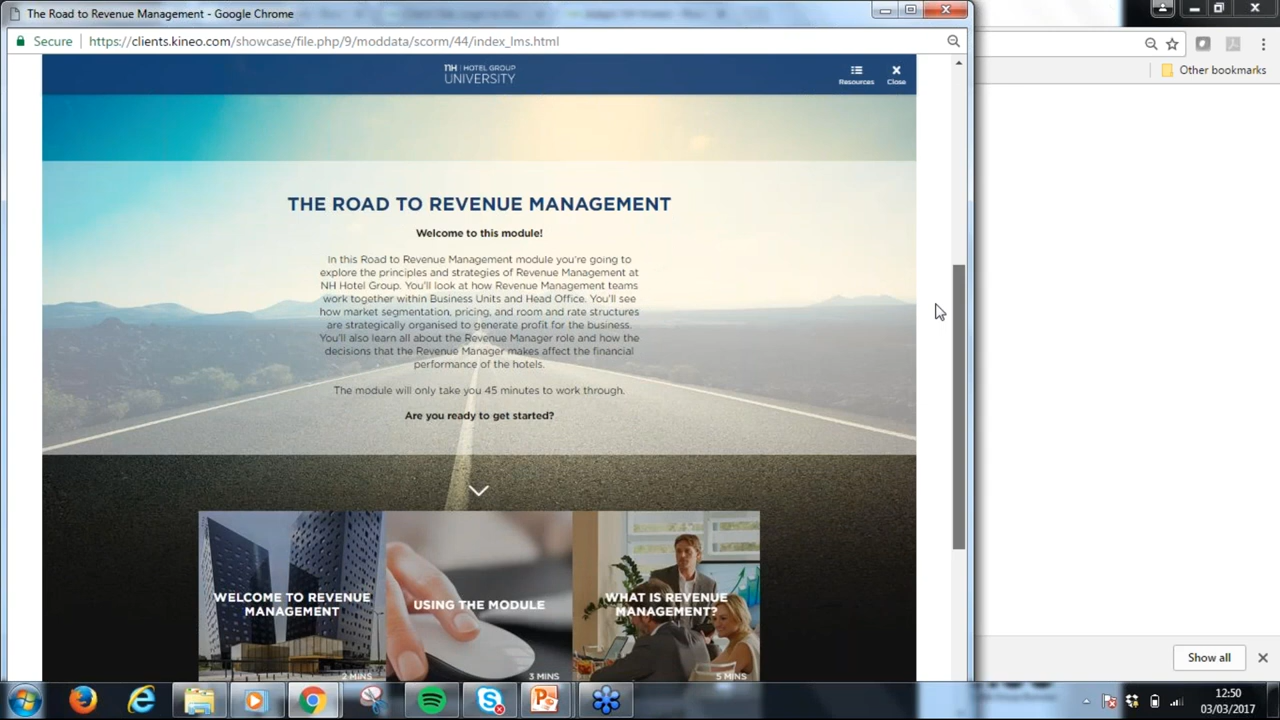 The Road to Revenue Management - Google Chrome
Secure https://clients.kineo.com/showcase/file.php/9/moddata/scorm/44/index_lms.html
Other bookmarks
nH | HOTEL GROUP
UNIVERSITY
Resources
Close
THE ROAD TO REVENUE MANAGEMENT
Welcome to this module!
In this Road to Revenue Management module you're going to
explore the principles and strategies of Revenue Management at
NH Hotel Group. You'll look at how Revenue Management teams
work together within Business Units and Head Office. You'll see
how market segmentation, pricing, and room and rate structures
are strategically organised to generate profit for the business.
You'll also learn all about the Revenue Manager role and how the
decisions that the Revenue Manager makes affect the financial
performance of the hotels.
The module will only take you 45 minutes to work through.
Are you ready to get started?
WELCOME TO REVENUE
MANAGEMENT
2 MINS
USING THE MODULE
3 MINS
WHAT IS REVENUE
MANAGEMENT?
5 MINS
Show all
12:50
03/03/2017